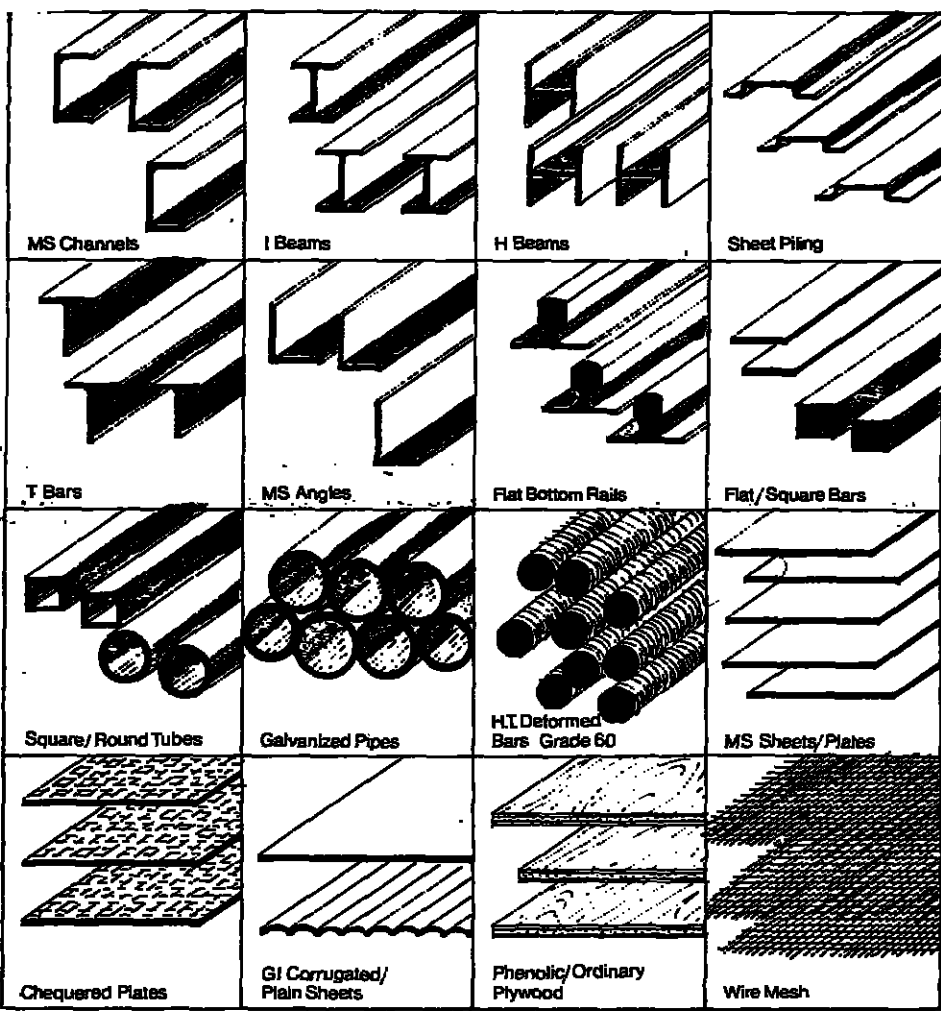 MS Channels
I Beams
H Beams
Sheet Piling
T Bars
MS Angles
Flat Bottom Rails
Flat/Square Bars
Square/Round Tubes
Galvanized Pipes
H.T. Deformed
Bars Grade 60
MS Sheets/Plates
Chequered Plates
GI Corrugated/
Plain Sheets
Phenolic/Ordinary
Plywood
Wire Mesh